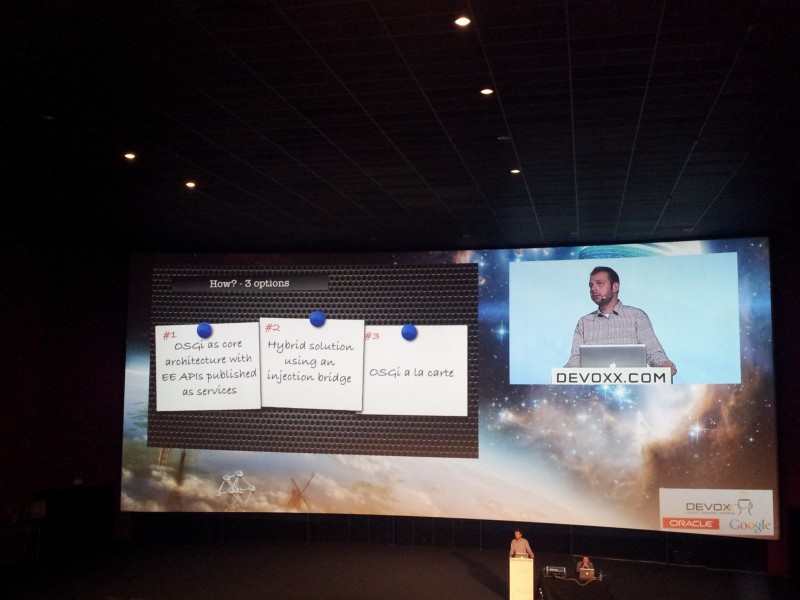 How? - 3 options
#1
OSGi as core
architecture with
EE APIs published
as services
#2
Hybrid solution
using an
injection bridge
#3
OSGi a la carte
DEVOXX.COM
DEVOXX
ORACLE
Google